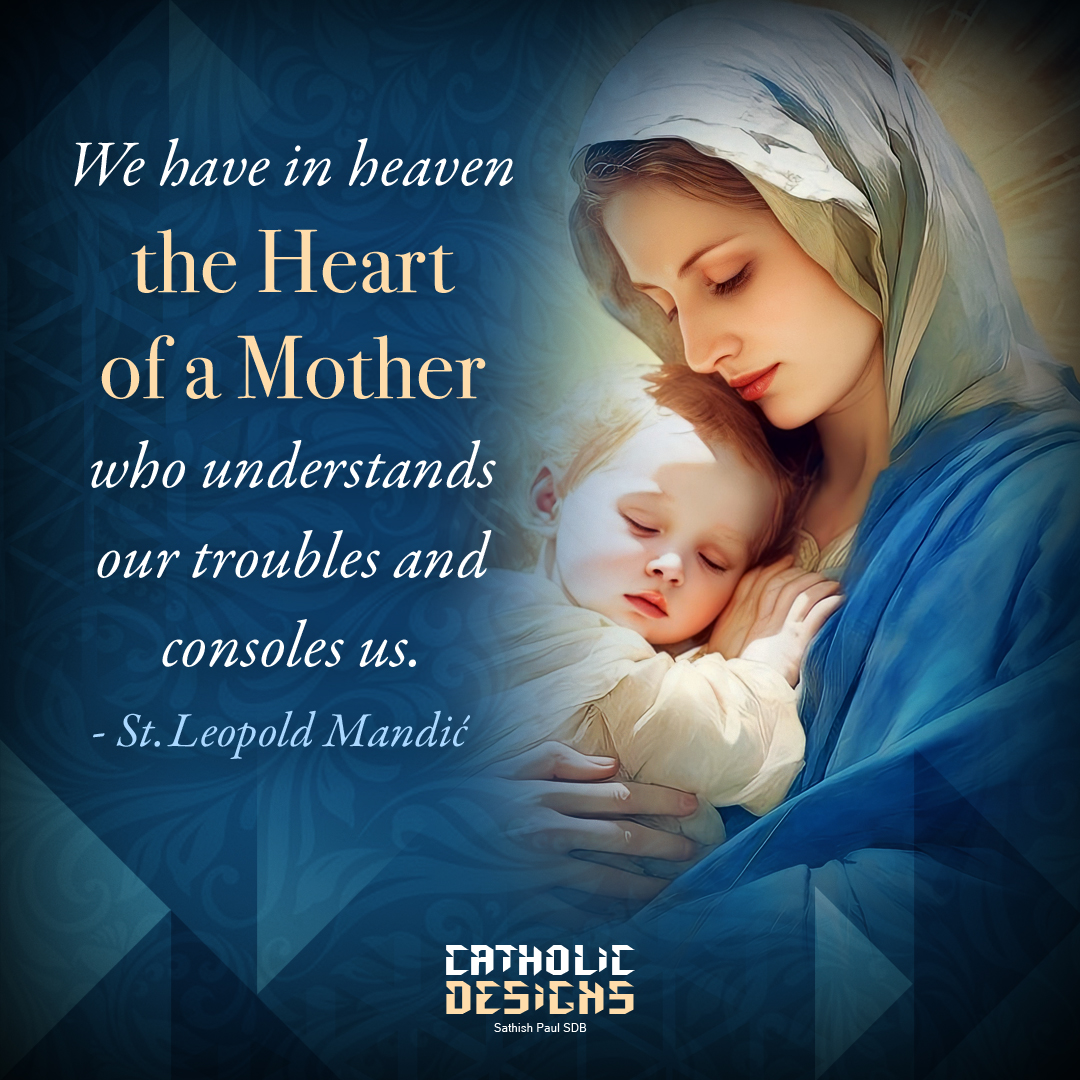 We have in heaven
the Heart
of a Mother
who understands
our troubles and
consoles us.
- St. Leopold Mandić
CATHOLIC
DESIGNS
Sathish Paul SDB